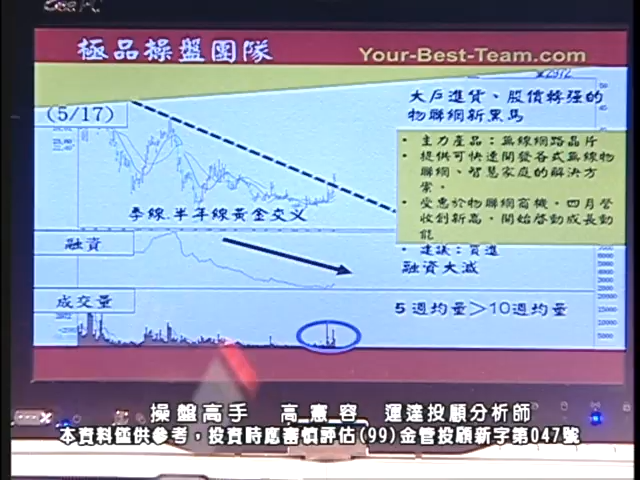 極品操盤團隊
Your-Best-Team.com
(5/17)
大戶進貨、股價轉強的
物聯網新黑馬
• 主力產品：無線網路晶片
• 提供可快速開發各式無線物
聯網、智慧家庭的解決方
案。
• 受惠於物聯網商機，四月營
收創新高，開始啓動成長動
能
• 建議：買進
季線.半年線黃金交叉
融資
融資大減
成交量
5週均量＞10週均量
操盤高手 高憲容 運達投顧分析師
本資料僅供參考，投資時應審慎評估(99)金管投顧新字第047號